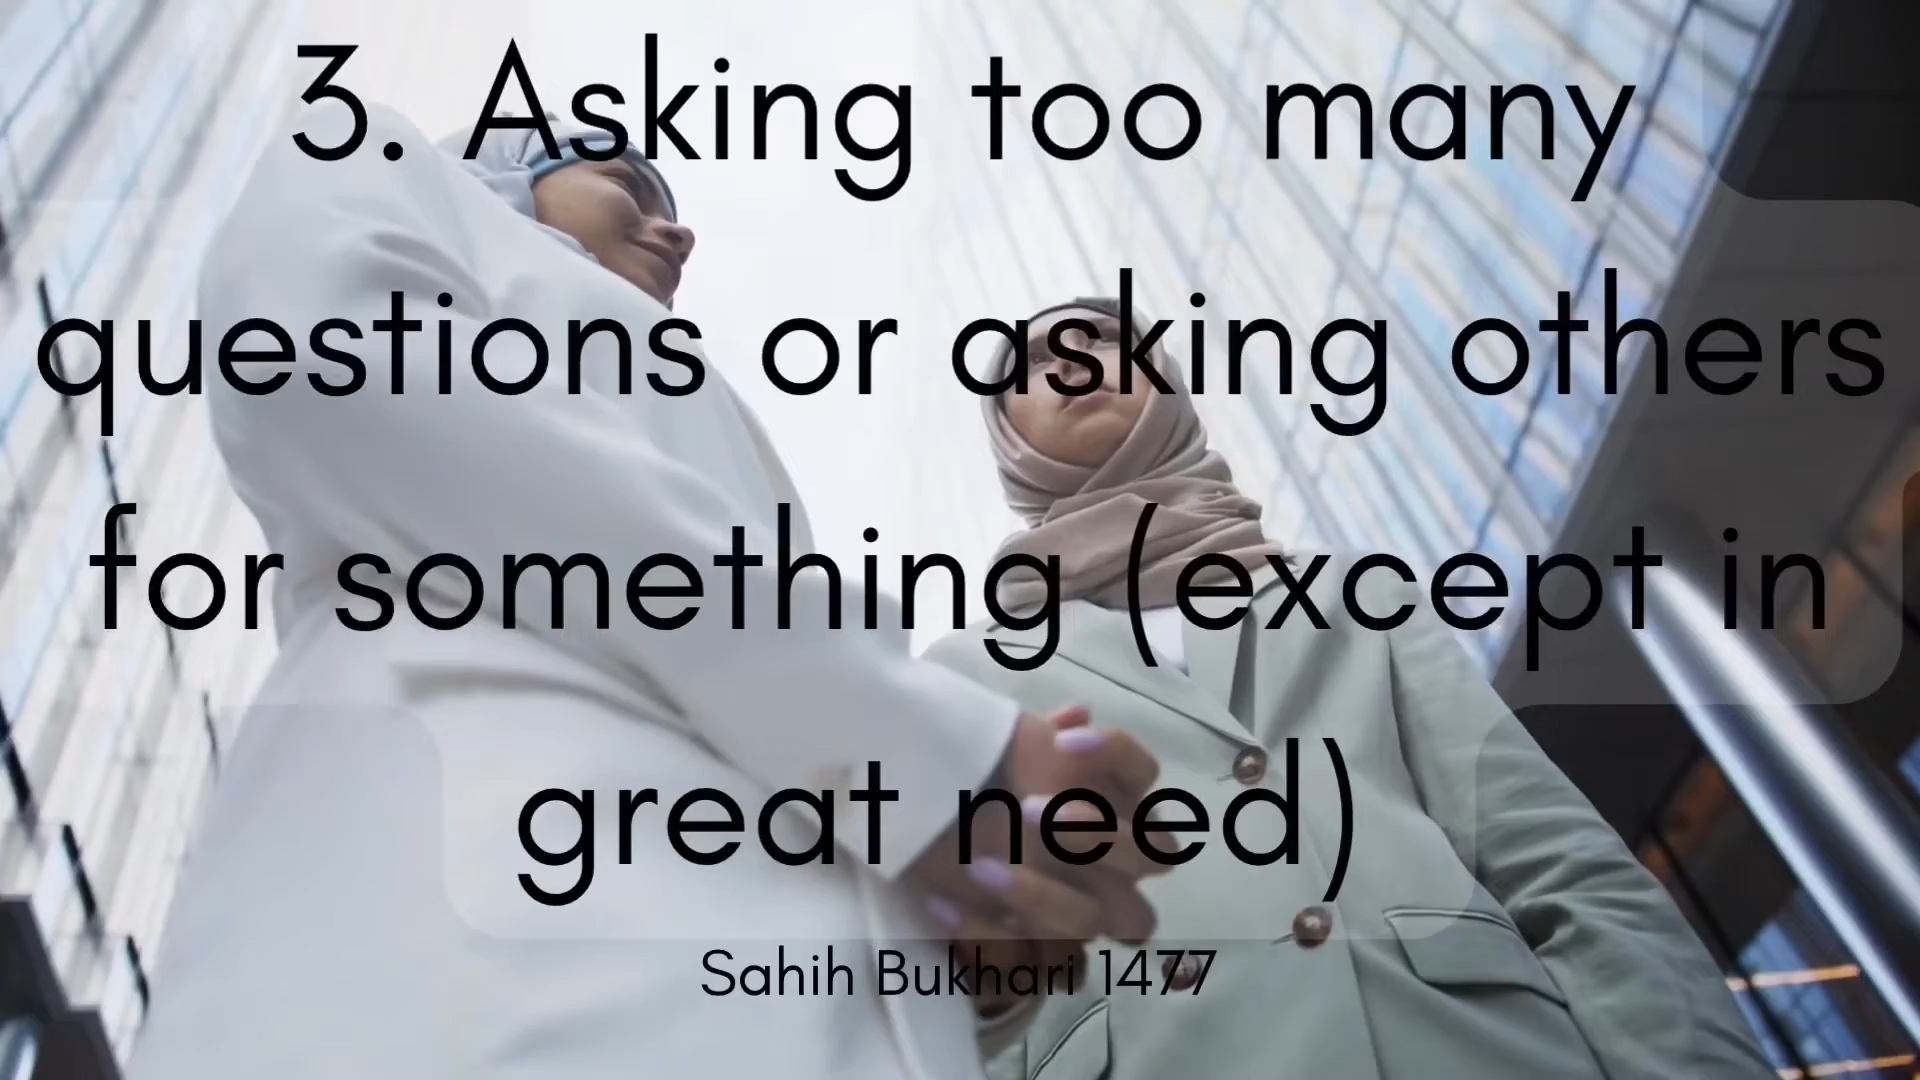 3. Asking too many
questions or asking others
for something (except in
great need)
Sahih Bukhari 1477